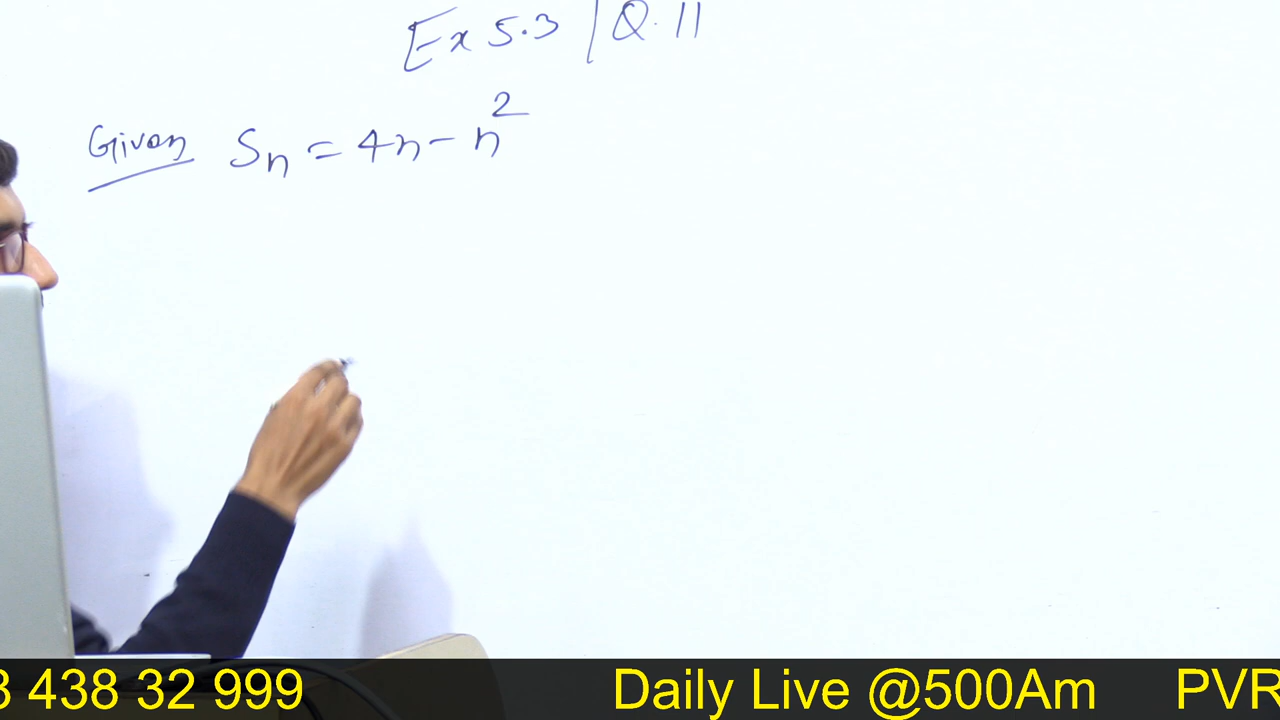 Ex 5.3 | Q.11
Given Sn = 4n - n²
3 438 32 999 Daily Live @500Am PVR